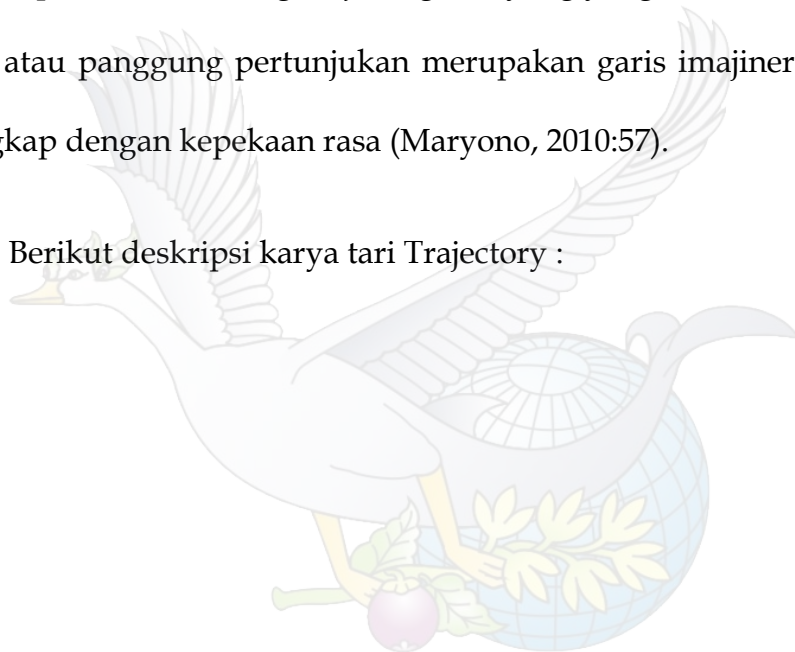 atau panggung pertunjukan merupakan garis imajiner
gkap dengan kepekaan rasa (Maryono, 2010:57).
Berikut deskripsi karya tari Trajectory :